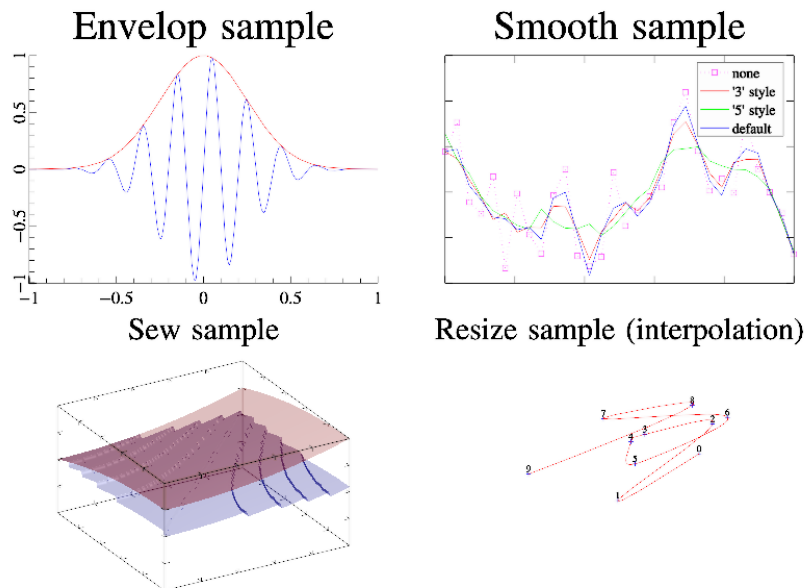 Envelop sample
Smooth sample
1
0.5
0
−0.5
−1
−1
−0.5
0
0.5
1
none
'3' style
'5' style
default
Sew sample
Resize sample (interpolation)
8
7
2
6
3
4
0
5
9
1